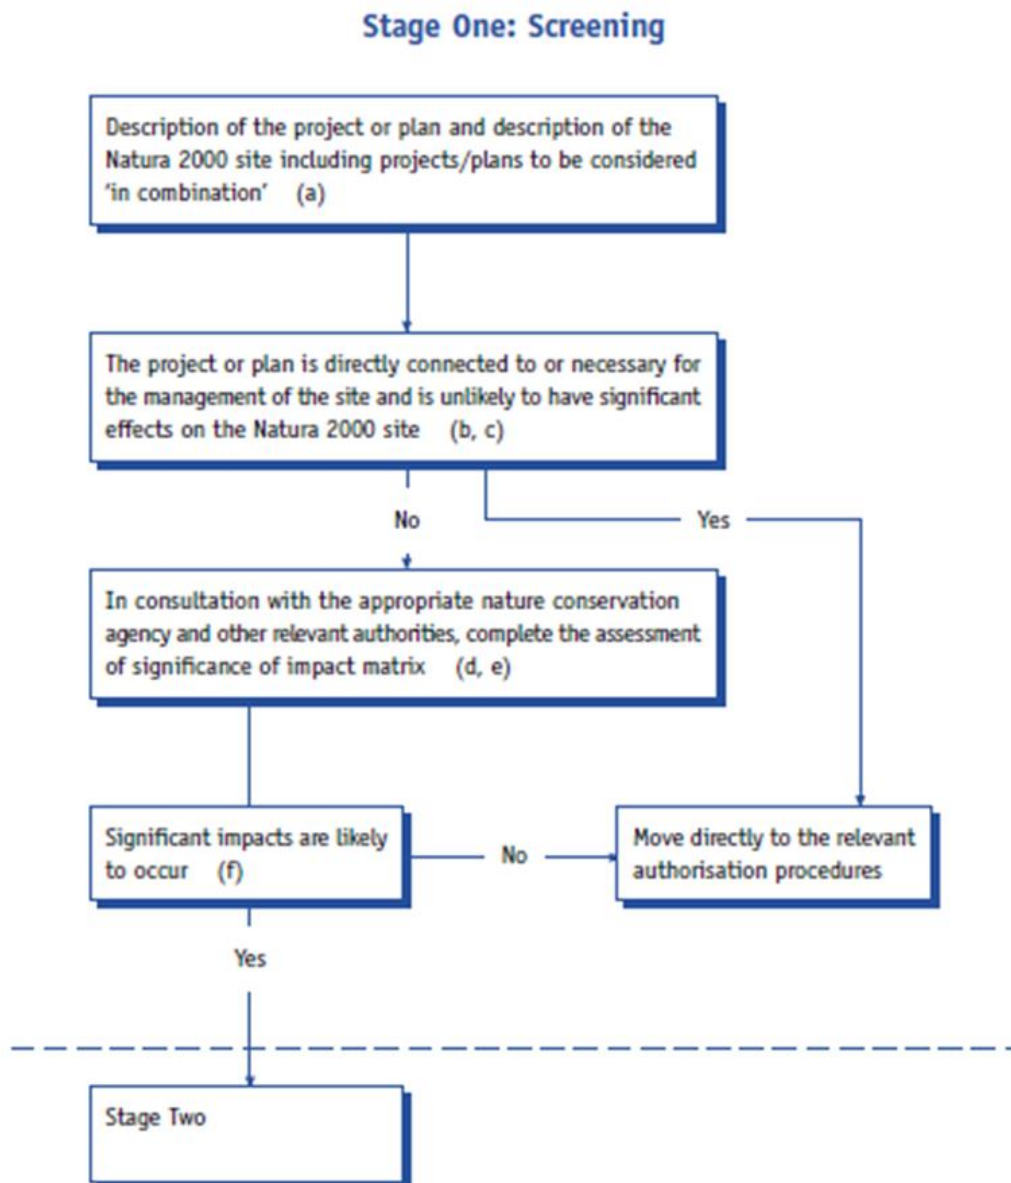 Stage One: Screening
Description of the project or plan and description of the
Natura 2000 site including projects/plans to be considered
'in combination' (a)
The project or plan is directly connected to or necessary for
the management of the site and is unlikely to have significant
effects on the Natura 2000 site (b, c)
No
Yes
In consultation with the appropriate nature conservation
agency and other relevant authorities, complete the assessment
of significance of impact matrix (d, e)
Significant impacts are likely
to occur (f)
No
Move directly to the relevant
authorisation procedures
Yes
Stage Two